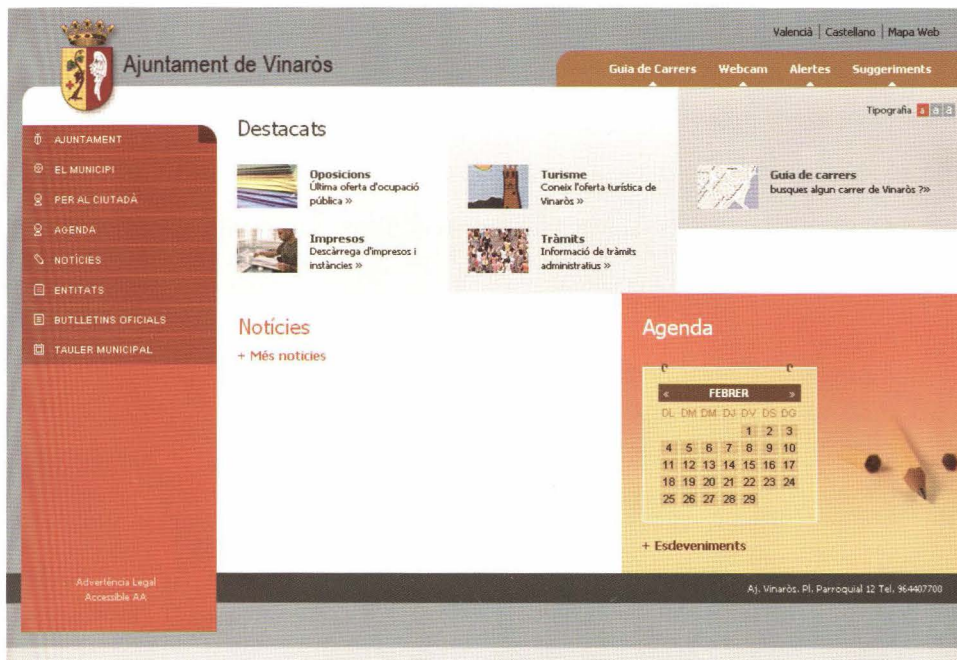 Valencià | Castellano | Mapa Web
Ajuntament de Vinaròs
Guia de Carrers Webcam Alertes Suggeriments
Tipografia a a a
AJUNTAMENT
EL MUNICIPI
PER AL CIUTADÀ
AGENDA
NOTÍCIES
ENTITATS
BUTLLETINS OFICIALS
TAULER MUNICIPAL
Destacats
Oposicions
Última oferta d'ocupació
pública »
Turisme
Coneix l'oferta turística de
Vinaròs »
Guia de carrers
busques algun carrer de Vinaròs ?»
Impresos
Descàrrega d'impresos i
instàncies »
Tràmits
Informació de tràmits
administratius »
Notícies
+ Més notícies
Agenda
« FEBRER »
DL DM DM DJ DV DS DG
1 2 3
4 5 6 7 8 9 10
11 12 13 14 15 16 17
18 19 20 21 22 23 24
25 26 27 28 29
+ Esdeveniments
Advertència Legal
Accessible AA
Aj. Vinaròs. Pl. Parroquial 12 Tel. 964407700